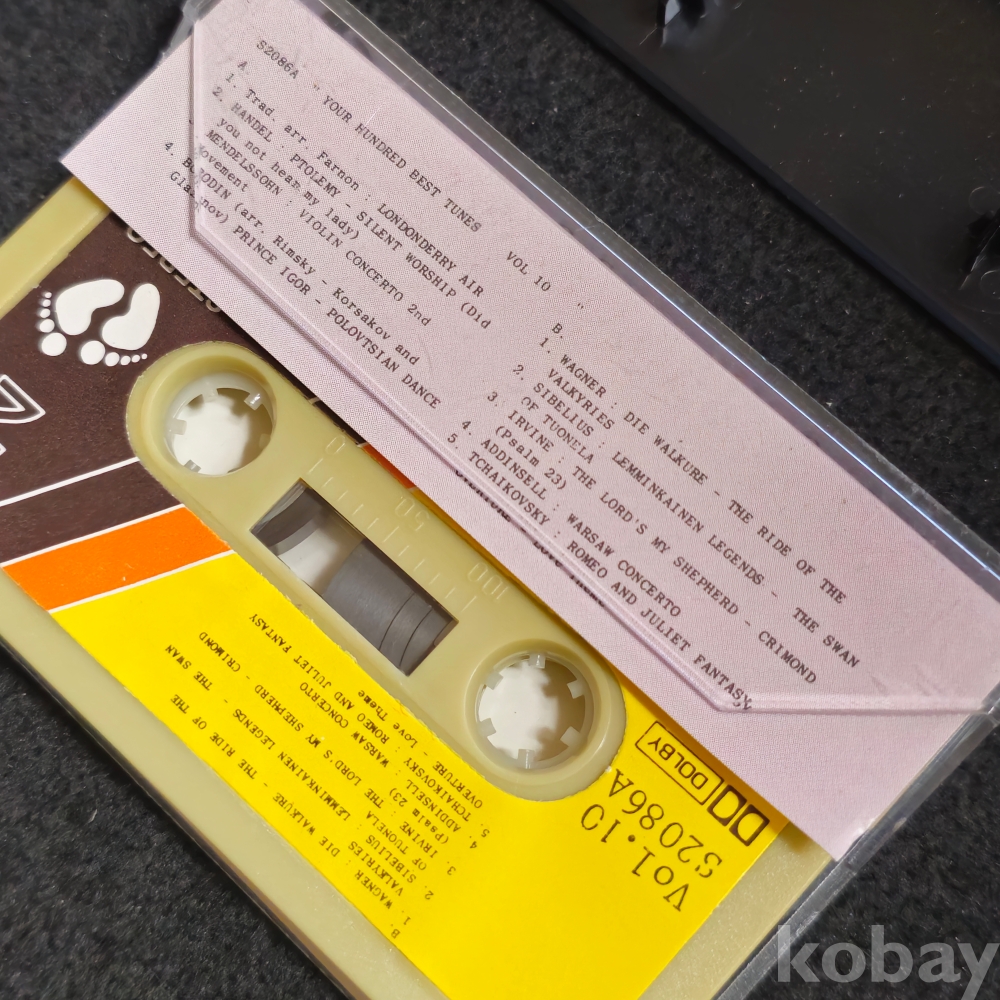 S2086A " YOUR HUNDRED BEST TUNES VOL 10 "
A.
1. Trad. arr. Farnon : LONDONDERRY AIR
2. HANDEL : PTOLEMY - SILENT WORSHIP (Did
you not hear my lady)
MENDELSSOHN : VIOLIN CONCERTO 2nd
Movement
4. BORODIN (arr. Rimsky - Korsakov and
Glazunov) PRINCE IGOR - POLOVTSIAN DANCE
B.
1. WAGNER : DIE WALKURE - THE RIDE OF THE
VALKYRIES
2. SIBELIUS : LEMMINKAINEN LEGENDS - THE SWAN
OF TUONELA
3. IRVINE : THE LORD'S MY SHEPHERD - CRIMOND
(Psalm 23)
4. ADDINSELL : WARSAW CONCERTO
5. TCHAIKOVSKY : ROMEO AND JULIET FANTASY
0
50
100
DOLBY
Vol.10
S2086A
B.
1. WAGNER : DIE WALKURE - THE RIDE OF THE
VALKYRIES
2. SIBELIUS : LEMMINKAINEN LEGENDS - THE SWAN
OF TUONELA
3. IRVINE : THE LORD'S MY SHEPHERD - CRIMOND
(Psalm 23)
4. ADDINSELL : WARSAW CONCERTO
5. TCHAIKOVSKY : ROMEO AND JULIET FANTASY
OVERTURE - Love Theme
kobay